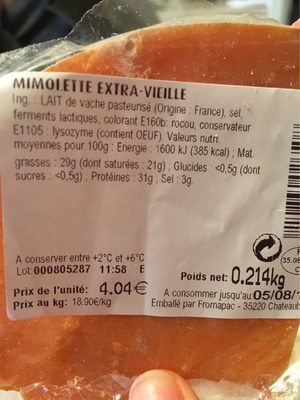 MIMOLETTE EXTRA-VIEILLE
Ing. : LAIT de vache pasteurisé (Origine : France), sel,
ferments lactiques, colorant E160b: rocou, conservateur
E1105 : lysozyme (contient OEUF). Valeurs nutri.
moyennes pour 100g : Energie : 1600 kJ (385 kcal) ; Mat.
grasses : 29g (dont saturées : 21g) ; Glucides : <0,5g (dont
sucres : <0,5g) ; Protéines : 31g ; Sel : 3g.
A conserver entre +2°C et +6°C
Lot 000805287 11:58 E
Poids net: 0.214kg
35.06
Prix de l'unité: 4.04€
A consommer jusqu'au 05/08/1
Prix au kg: 18.90€/kg
Emballé par Fromapac - 35220 Chateaub